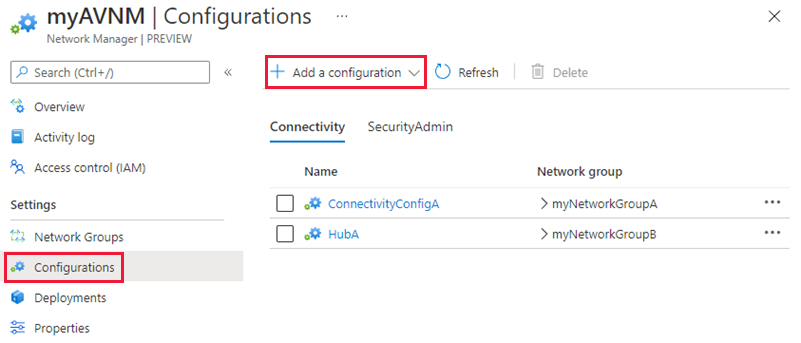 myAVNM | Configurations ...
Network Manager | PREVIEW
Search (Ctrl+/) «
Overview
Activity log
Access control (IAM)
Settings
Network Groups
Configurations
Deployments
Properties
Add a configuration Refresh Delete
Connectivity SecurityAdmin
Name Network group
ConnectivityConfigA myNetworkGroupA ...
HubA myNetworkGroupB ...